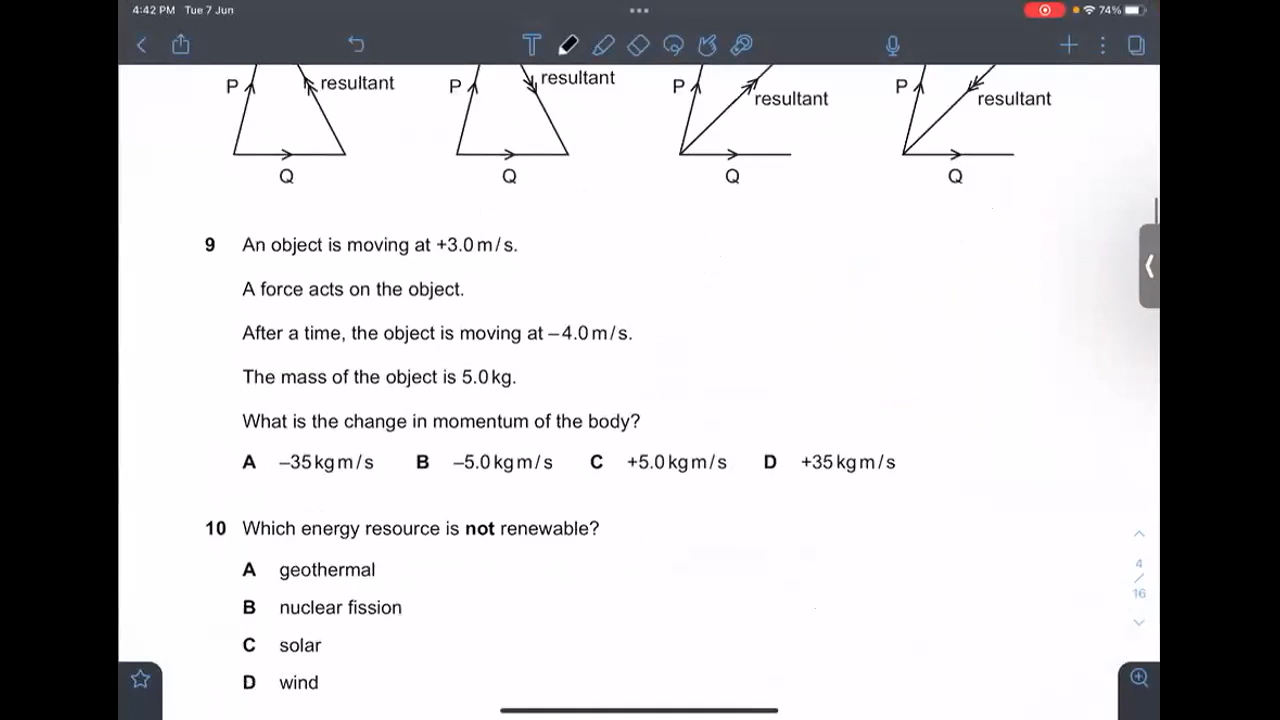 4:42 PM Tue 7 Jun
74%
T
P resultant P resultant P resultant P resultant
Q Q Q Q
9 An object is moving at +3.0 m/s.
A force acts on the object.
After a time, the object is moving at –4.0 m/s.
The mass of the object is 5.0 kg.
What is the change in momentum of the body?
A –35 kg m/s B –5.0 kg m/s C +5.0 kg m/s D +35 kg m/s
10 Which energy resource is not renewable?
A geothermal
B nuclear fission
C solar
D wind
4
/
16